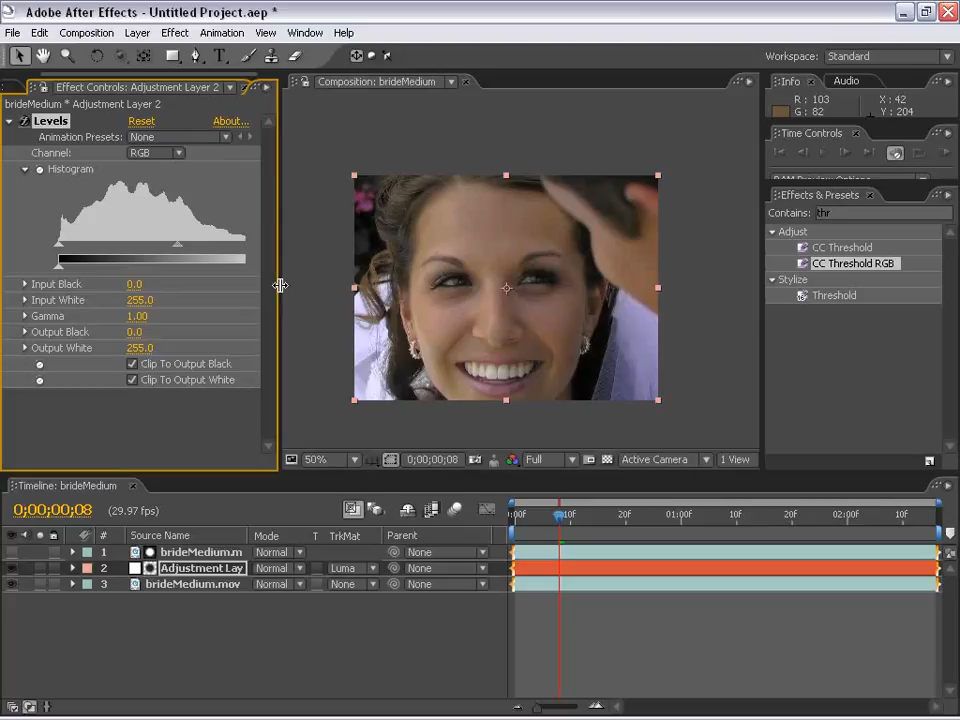 Adobe After Effects - Untitled Project.aep *
File Edit Composition Layer Effect Animation View Window Help
T Workspace: Standard
Effect Controls: Adjustment Layer 2
brideMedium * Adjustment Layer 2
Levels Reset About...
Animation Presets: None
Channel: RGB
Histogram
Input Black 0.0
Input White 255.0
Gamma 1.00
Output Black 0.0
Output White 255.0
Clip To Output Black
Clip To Output White
Composition: brideMedium
50% 0;00;00;08 Full Active Camera 1 View
Info Audio
R : 103 X : 42
G : 82 Y : 204
Time Controls
Effects & Presets
Contains: thr
Adjust
CC Threshold
CC Threshold RGB
Stylize
Threshold
Timeline: brideMedium
0;00;00;08 (29.97 fps)
:00F 10F 20F 01:00F 10F 20F 02:00F 10F
# Source Name Mode T TrkMat Parent
1 brideMedium.m Normal None
2 Adjustment Lay Normal Luma None
3 brideMedium.mov Normal None None